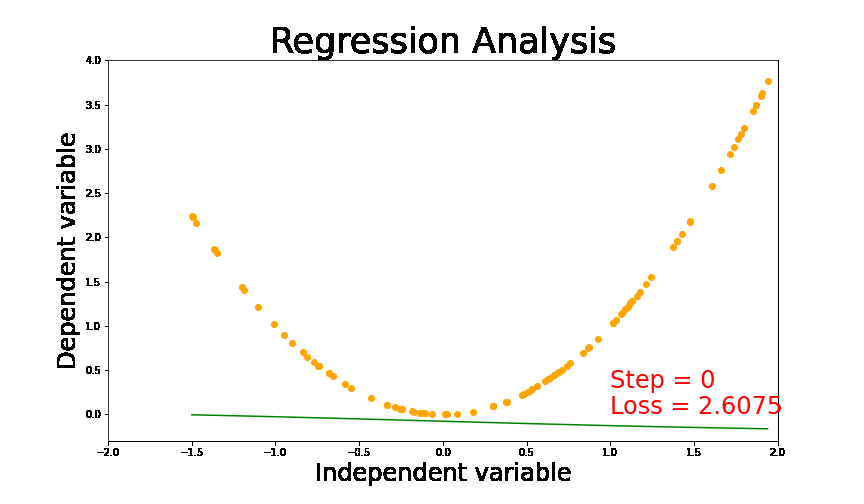 Regression Analysis
4.0
3.5
3.0
2.5
2.0
1.5
1.0
0.5
0.0
Dependent variable
Step = 0
Loss = 2.6075
−2.0 −1.5 −1.0 −0.5 0.0 0.5 1.0 1.5 2.0
Independent variable